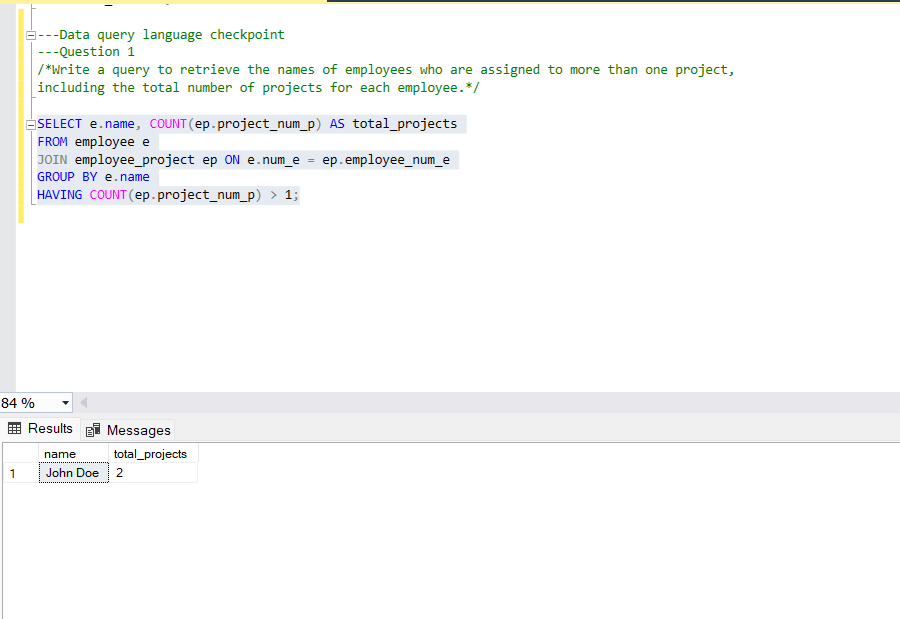 ---Data query language checkpoint
---Question 1
/*Write a query to retrieve the names of employees who are assigned to more than one project,
including the total number of projects for each employee.*/
SELECT e.name, COUNT(ep.project_num_p) AS total_projects
FROM employee e
JOIN employee_project ep ON e.num_e = ep.employee_num_e
GROUP BY e.name
HAVING COUNT(ep.project_num_p) > 1;
84 %
Results Messages
name total_projects
1 John Doe 2